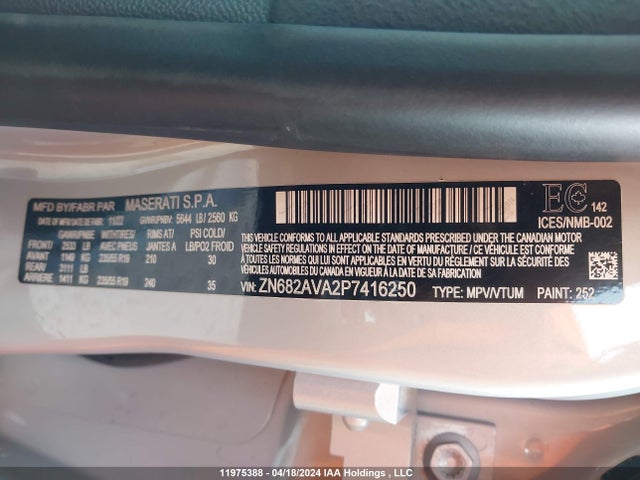 MFD BY/FABR PAR MASERATI S.P.A.
DATE OF MFR/DATE DE FABR: 11/22 GVWR/PNBV: 5644 LB / 2560 KG
GAWR/PNBE WITH TIRES/ RIMS AT/ PSI COLD/
AVEC PNEUS JANTES A LB/PO2 FROID
FRONT/ 2533 LB
AVANT 1149 KG 235/55 R19 210 30
REAR/ 3111 LB
ARRIERE 1411 KG 235/55 R19 240 35
EC 142
ICES/NMB-002
THIS VEHICLE CONFORMS TO ALL APPLICABLE STANDARDS PRESCRIBED UNDER THE CANADIAN MOTOR
VEHICLE SAFETY REGULATIONS IN EFFECT ON THE DATE OF MANUFACTURE / CE VEHICULE EST CONFORME
A TOUTES LES NORMES QUI LUI SONT APPLICABLES EN VERTU DU REGLEMENT SUR LA SECURITE DES
VEHICULES AUTOMOBILES DU CANADA EN VIGUEUR A LA DATE DE SA FABRICATION
VIN: ZN682AVA2P7416250 TYPE: MPV/VTUM PAINT: 252
11975388 - 04/18/2024 IAA Holdings , LLC